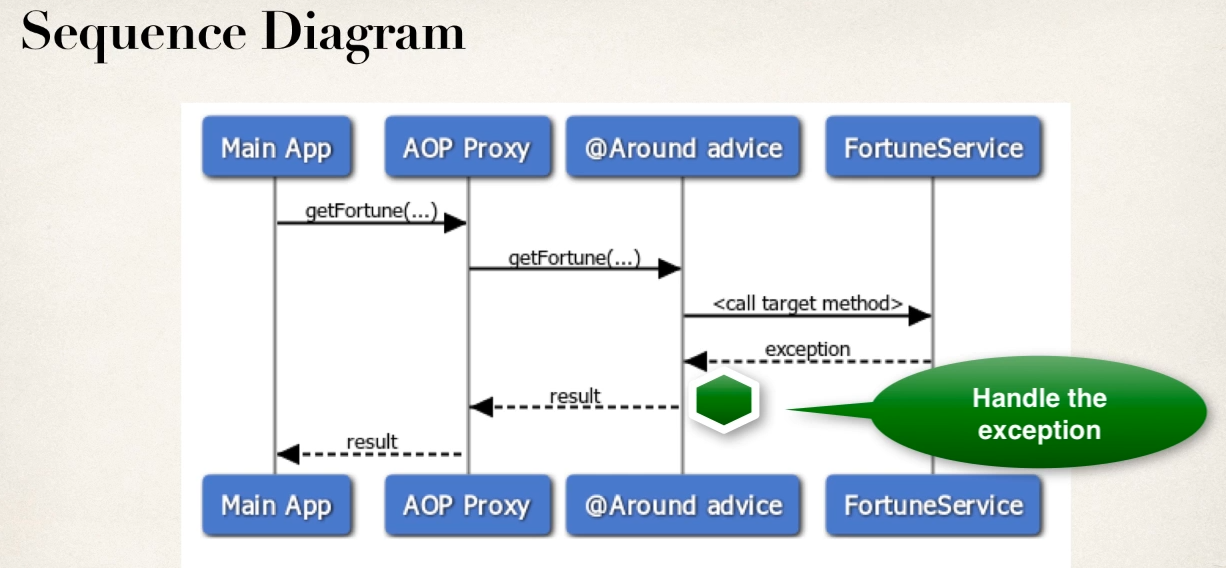 Sequence Diagram
Main App AOP Proxy @Around advice FortuneService
getFortune(...)
getFortune(...)
<call target method>
exception
Handle the
exception
result
result
Main App AOP Proxy @Around advice FortuneService